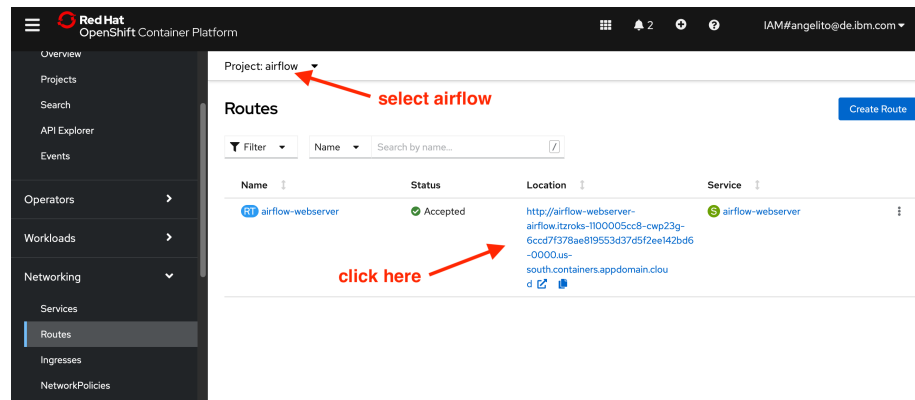 Red Hat
OpenShift Container Platform
2
IAM#angelito@de.ibm.com
Overview
Projects
Search
API Explorer
Events
Operators
Workloads
Networking
Services
Routes
Ingresses
NetworkPolicies
Project: airflow
select airflow
Routes
Create Route
Filter
Name
Search by name...
/
Name
Status
Location
Service
RT airflow-webserver
Accepted
http://airflow-webserver-
airflow.itzroks-1100005cc8-cwp23g-
6ccd7f378ae819553d37d5f2ee142bd6
-0000.us-
south.containers.appdomain.clou
d
S airflow-webserver
click here